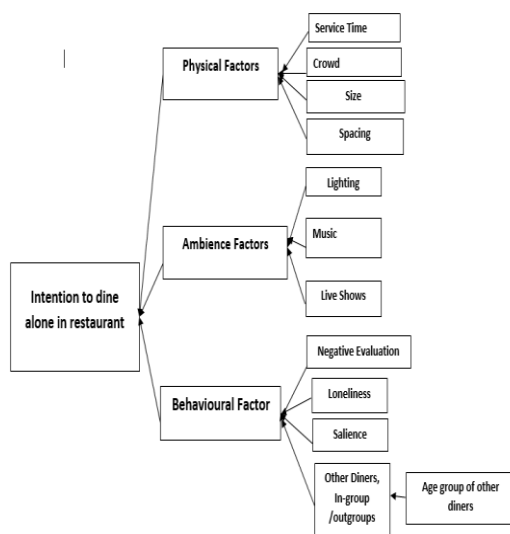 Service Time
Physical Factors
Crowd
Size
Spacing
Lighting
Ambience Factors
Music
Live Shows
Intention to dine
alone in restaurant
Negative Evaluation
Behavioural Factor
Loneliness
Salience
Other Diners,
In-group
/outgroups
Age group of other
diners